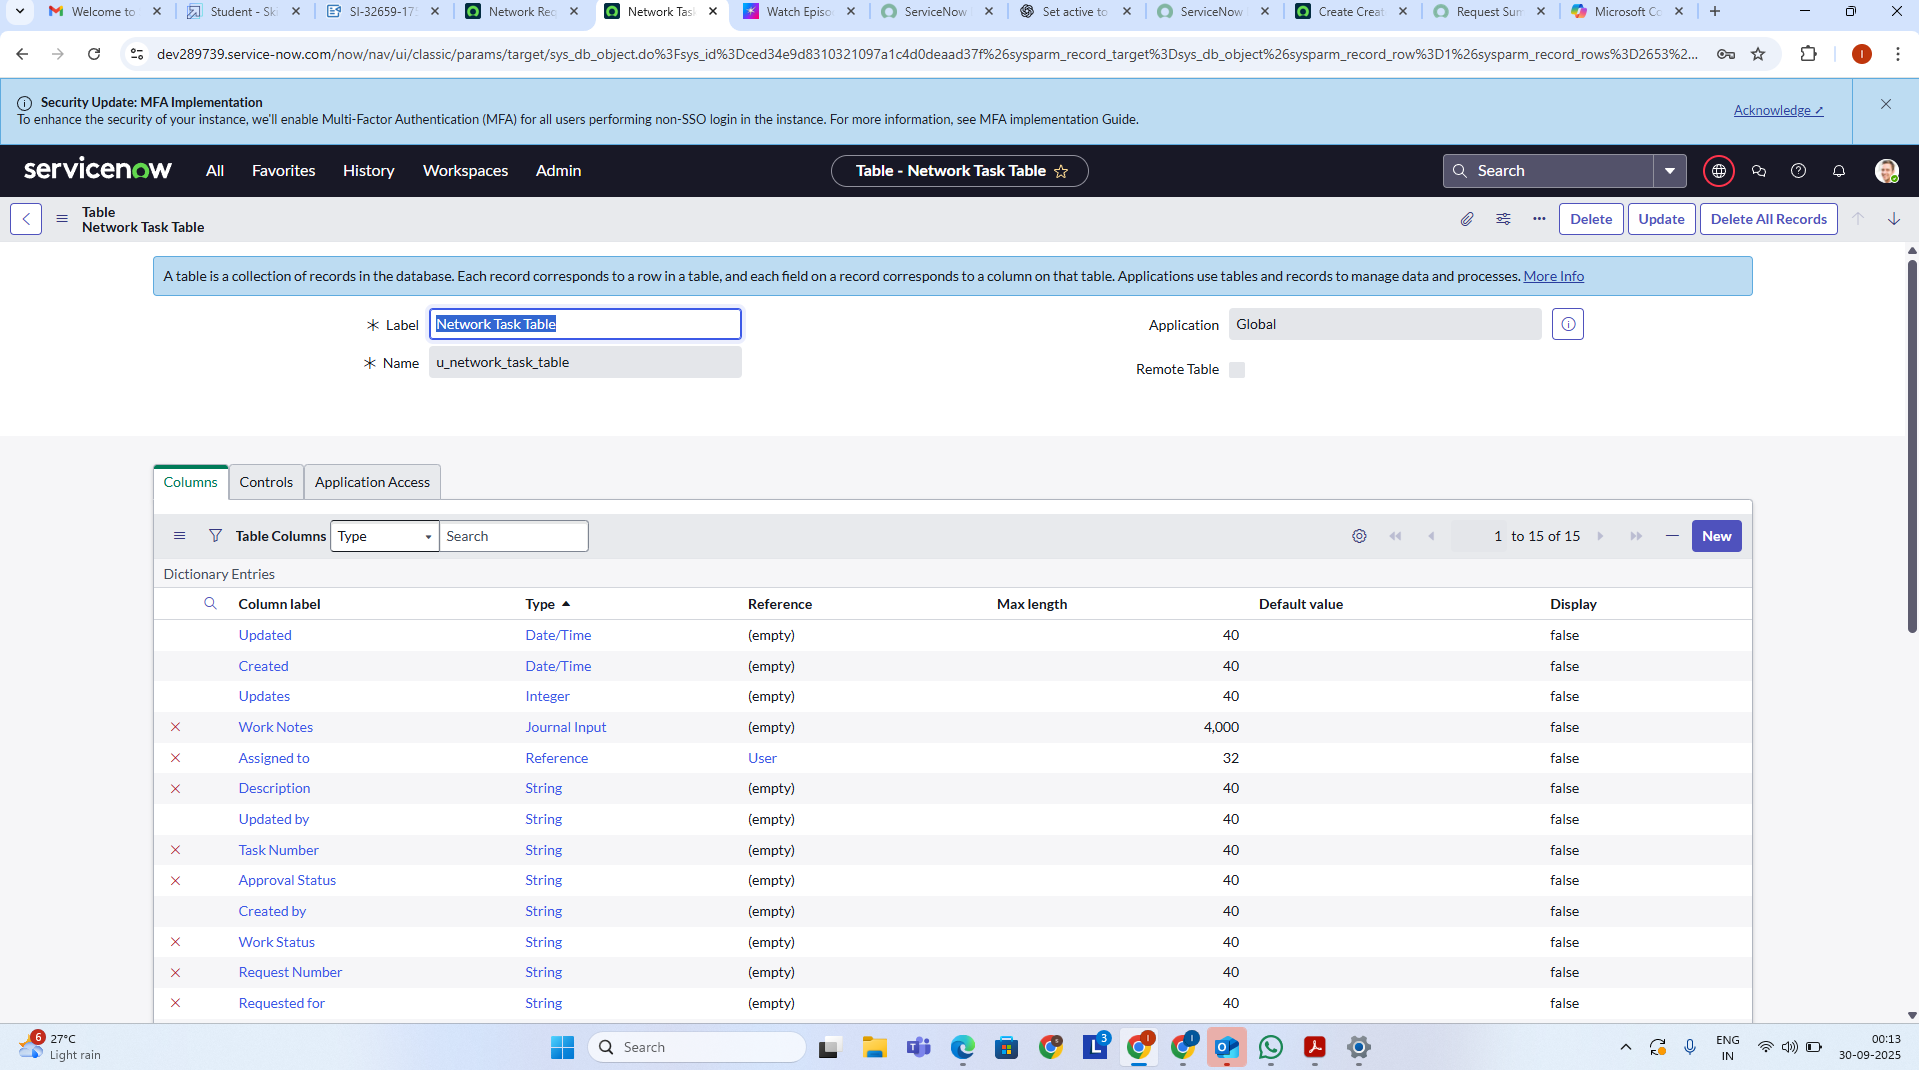 Welcome to
Student - Ski
SI-32659-175
Network Req
Network Task
Watch Episo
ServiceNow
Set active to
ServiceNow
Create Creat
Request Sum
Microsoft Co
dev289739.service-now.com/now/nav/ui/classic/params/target/sys_db_object.do%3Fsys_id%3Dced34e9d8310321097a1c4d0deaad37f%26sysparm_record_target%3Dsys_db_object%26sysparm_record_row%3D1%26sysparm_record_rows%3D2653%2...
I
Security Update: MFA Implementation
To enhance the security of your instance, we'll enable Multi-Factor Authentication (MFA) for all users performing non-SSO login in the instance. For more information, see MFA implementation Guide.
Acknowledge
servicenow All Favorites History Workspaces Admin Table - Network Task Table Search
Table
Network Task Table
Delete Update Delete All Records
A table is a collection of records in the database. Each record corresponds to a row in a table, and each field on a record corresponds to a column on that table. Applications use tables and records to manage data and processes. More Info
Label Network Task Table Application Global
Name u_network_task_table Remote Table
Columns Controls Application Access
Table Columns Type Search 1 to 15 of 15 New
Dictionary Entries
Column label Type Reference Max length Default value Display
Updated Date/Time (empty) 40 false
Created Date/Time (empty) 40 false
Updates Integer (empty) 40 false
Work Notes Journal Input (empty) 4,000 false
Assigned to Reference User 32 false
Description String (empty) 40 false
Updated by String (empty) 40 false
Task Number String (empty) 40 false
Approval Status String (empty) 40 false
Created by String (empty) 40 false
Work Status String (empty) 40 false
Request Number String (empty) 40 false
Requested for String (empty) 40 false
6
27°C
Light rain
Search
L
3
ENG
IN
00:13
30-09-2025